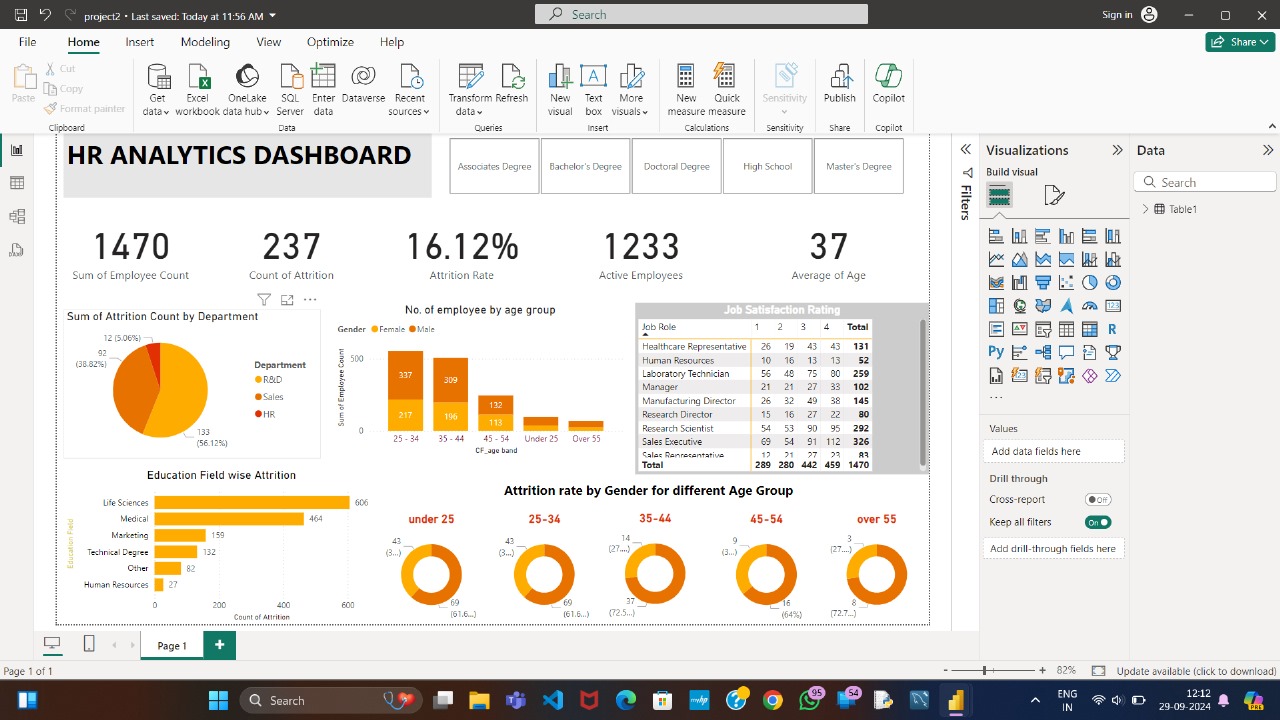 project2 • Last saved: Today at 11:56 AM
Search
Sign in
File Home Insert Modeling View Optimize Help
Share
Paste
Cut
Copy
Format painter
Get data
Excel workbook
OneLake data hub
SQL Server
Enter data
Dataverse
Recent sources
Transform data
Refresh
New visual
Text box
More visuals
New measure
Quick measure
Sensitivity
Publish
Copilot
Clipboard Data Queries Insert Calculations Sensitivity Share Copilot
HR ANALYTICS DASHBOARD
Associates Degree Bachelor's Degree Doctoral Degree High School Master's Degree
1470 237 16.12% 1233 37
Sum of Employee Count Count of Attrition Attrition Rate Active Employees Average of Age
Sum of Attrition Count by Department
12 (5.06%)
92
(38.82%)
133
(56.12%)
Department
R&D
Sales
HR
No. of employee by age group
Gender Female Male
Sum of Employee Count
500
0
337 309 132
217 196 113
25 - 34 35 - 44 45 - 54 Under 25 Over 55
CF_age band
Job Satisfaction Rating
Job Role 1 2 3 4 Total
Healthcare Representative 26 19 43 43 131
Human Resources 10 16 13 13 52
Laboratory Technician 56 48 75 80 259
Manager 21 21 27 33 102
Manufacturing Director 26 32 49 38 145
Research Director 15 16 27 22 80
Research Scientist 54 53 90 95 292
Sales Executive 69 54 91 112 326
Sales Representative 12 21 27 23 83
Total 289 280 442 459 1470
Education Field wise Attrition
Education Field
Life Sciences 606
Medical 464
Marketing 159
Technical Degree 132
Other 82
Human Resources 27
0 200 400 600
Count of Attrition
Attrition rate by Gender for different Age Group
under 25 25-34 35-44 45-54 over 55
43
(3...)
69
(61.6...)
43
(3...)
69
(61.6...)
14
(27....)
37
(72.5...)
9
(3...)
16
(64%)
3
(27....)
8
(72.7...)
Filters
Visualizations
Build visual
Values
Add data fields here
Drill through
Cross-report Off
Keep all filters On
Add drill-through fields here
Data
Search
Table1
Page 1
Page 1 of 1
- + 82%
Update available (click to download)
Search
95
54
ENG
IN
12:12
29-09-2024